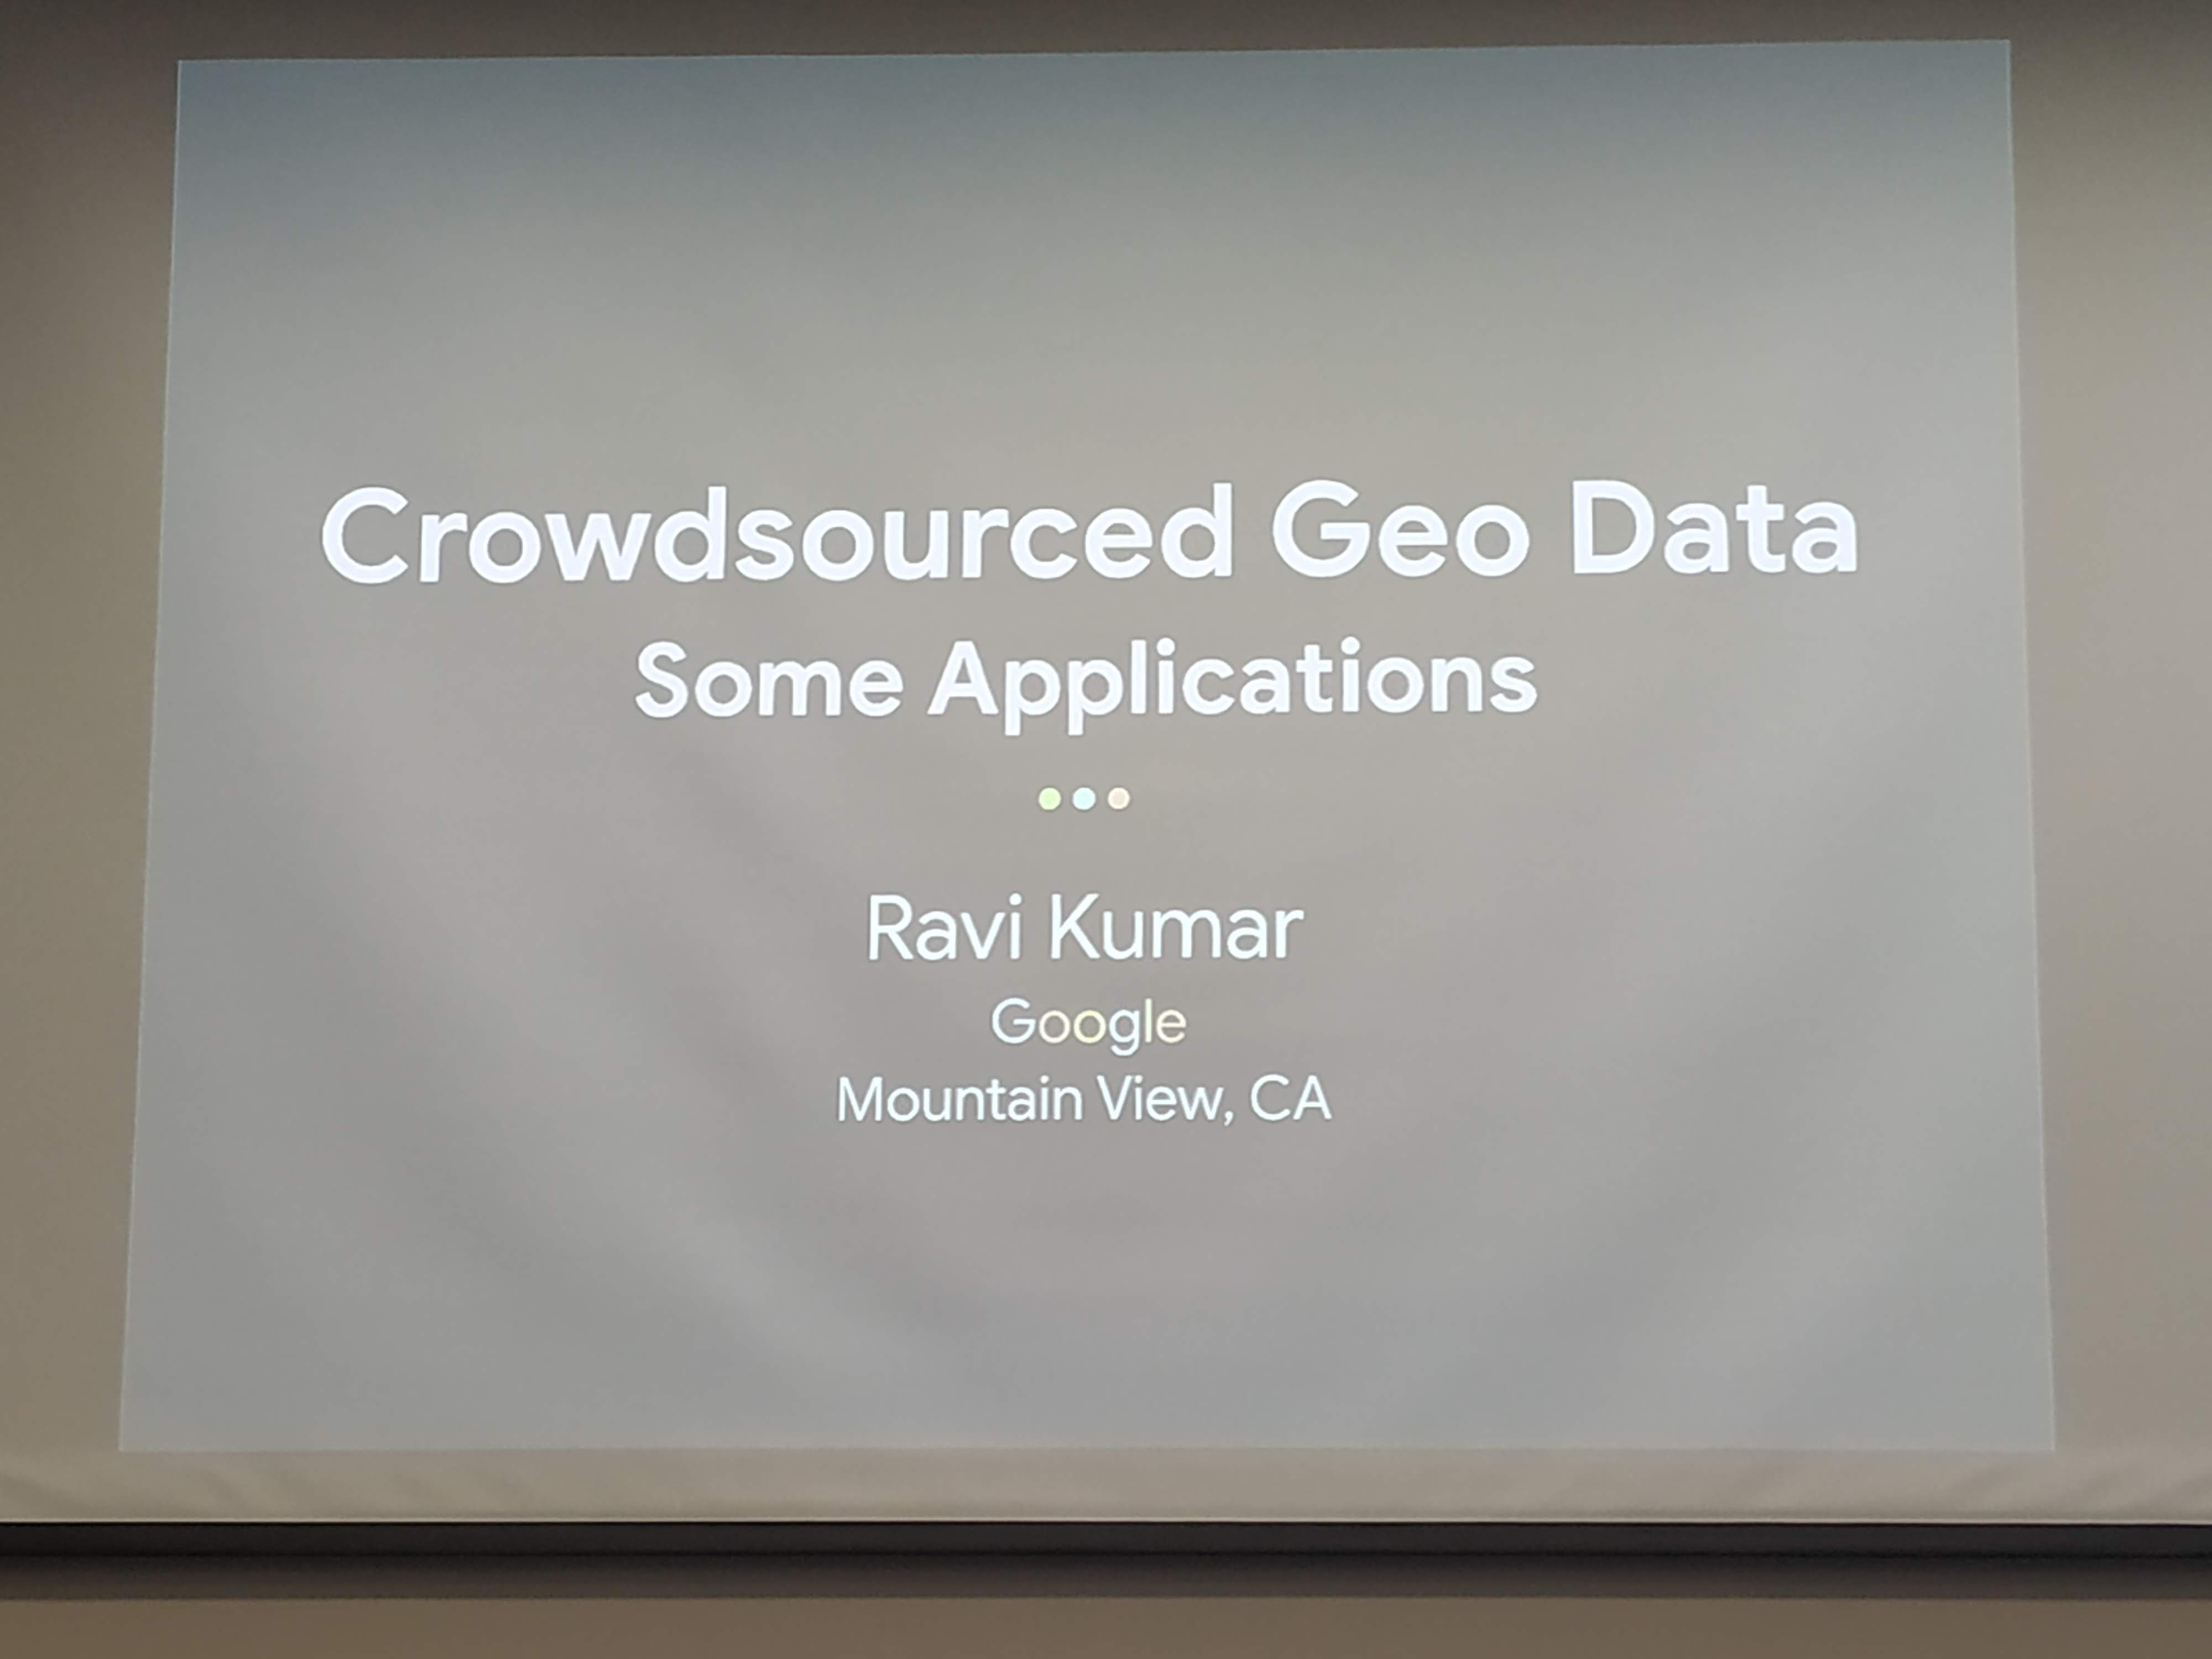 Crowdsourced Geo Data
Some Applications
Ravi Kumar
Google
Mountain View, CA